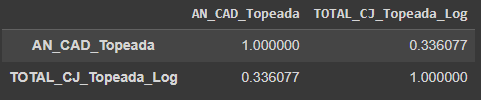 AN_CAD_Topeada TOTAL_CJ_Topeada_Log
AN_CAD_Topeada 1.000000 0.336077
TOTAL_CJ_Topeada_Log 0.336077 1.000000